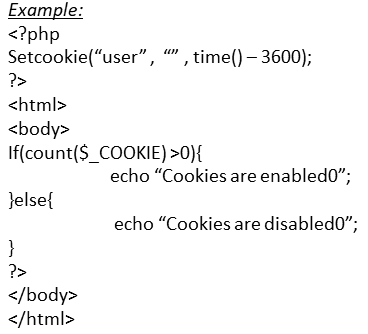 Example:
<?php
Setcookie(“user” , “” , time() – 3600);
?>
<html>
<body>
If(count($_COOKIE) >0){
echo “Cookies are enabled0”;
}else{
echo “Cookies are disabled0”;
}
?>
</body>
</html>